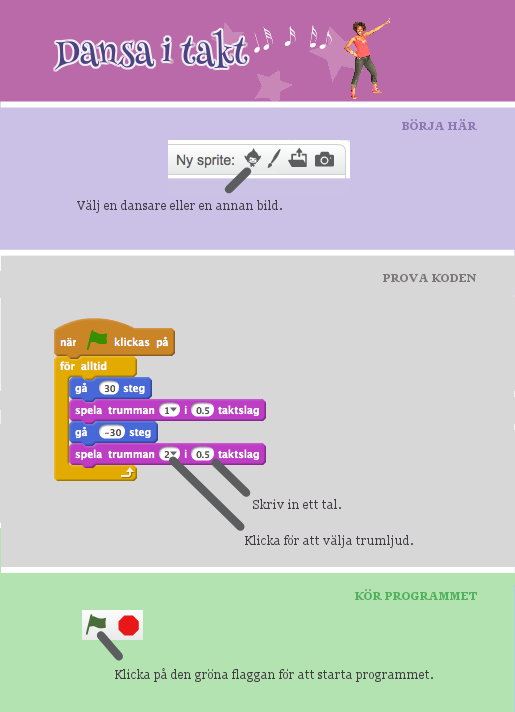 Dansa i takt
BÖRJA HÄR
Ny sprite:
Välj en dansare eller en annan bild.
PROVA KODEN
när klickas på
för alltid
gå 30 steg
spela trumman 1 i 0.5 taktslag
gå -30 steg
spela trumman 2 i 0.5 taktslag
Skriv in ett tal.
Klicka för att välja trumljud.
KÖR PROGRAMMET
Klicka på den gröna flaggan för att starta programmet.